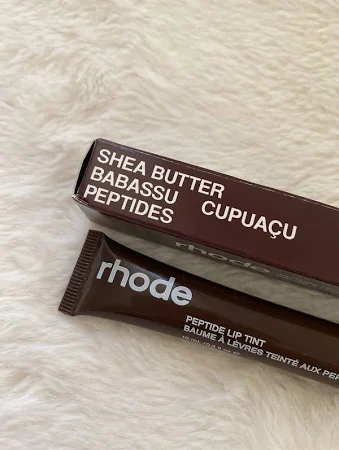 SHEA BUTTER
BABASSU
PEPTIDES CUPUAÇU
rhode
rhode
PEPTIDE LIP TINT
BAUME À LÈVRES TEINTÉ AUX PEP